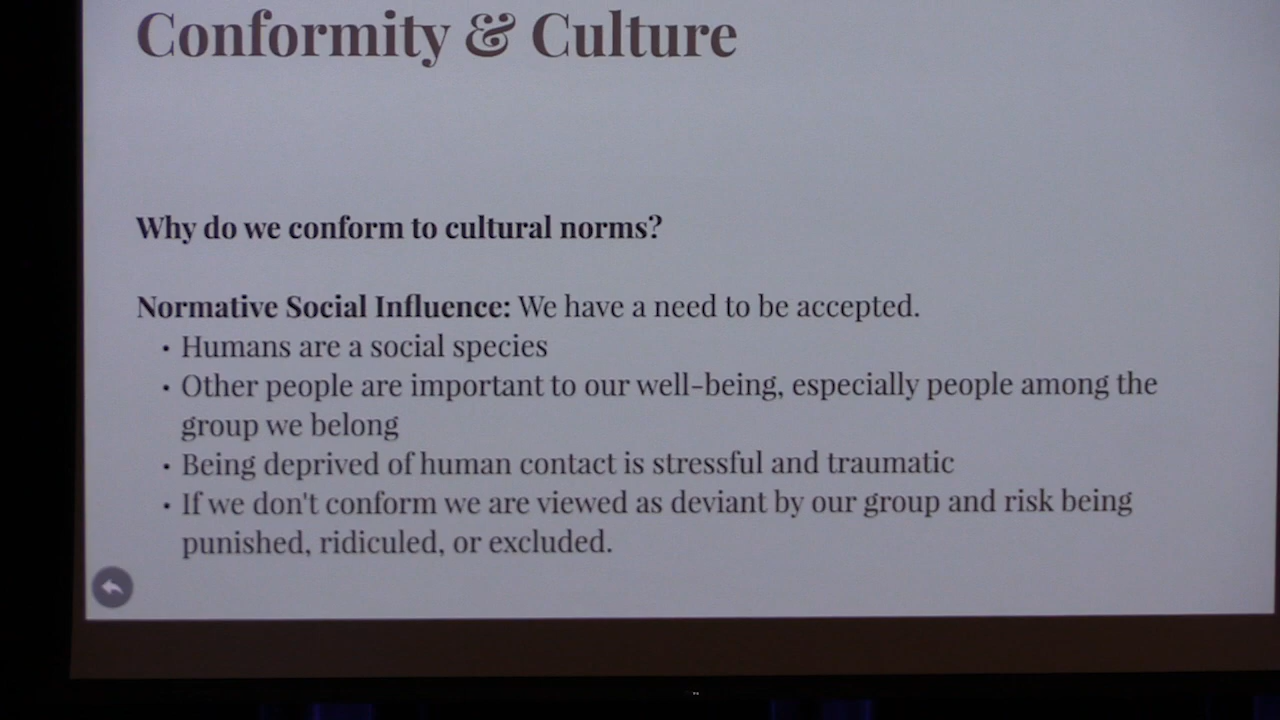 Conformity & Culture
Why do we conform to cultural norms?
Normative Social Influence: We have a need to be accepted.
• Humans are a social species
• Other people are important to our well-being, especially people among the
group we belong
• Being deprived of human contact is stressful and traumatic
• If we don't conform we are viewed as deviant by our group and risk being
punished, ridiculed, or excluded.